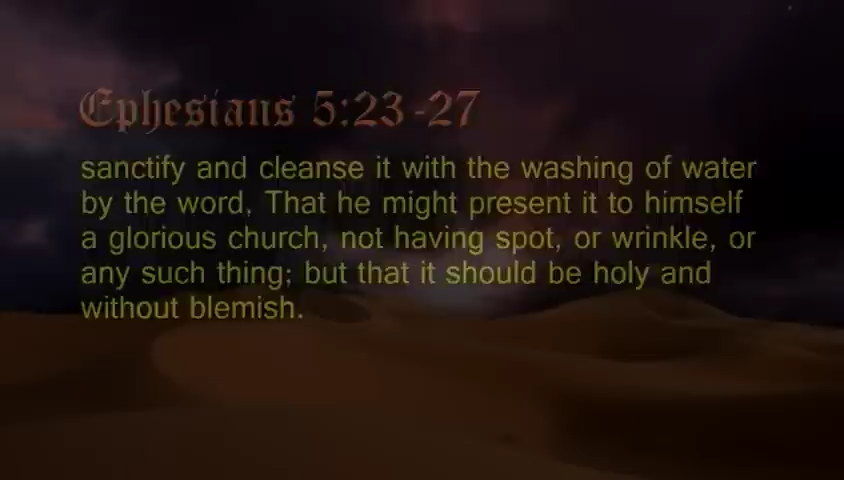 Ephesians 5:23-27
sanctify and cleanse it with the washing of water
by the word, That he might present it to himself
a glorious church, not having spot, or wrinkle, or
any such thing; but that it should be holy and
without blemish.